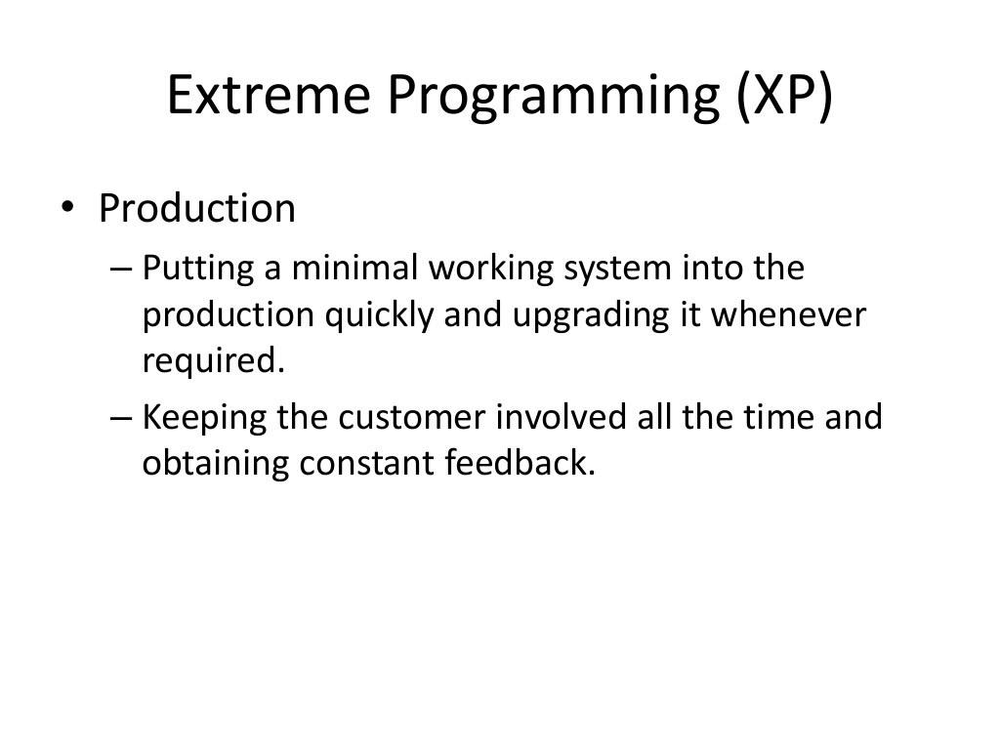 Extreme Programming (XP)
• Production
– Putting a minimal working system into the
production quickly and upgrading it whenever
required.
– Keeping the customer involved all the time and
obtaining constant feedback.